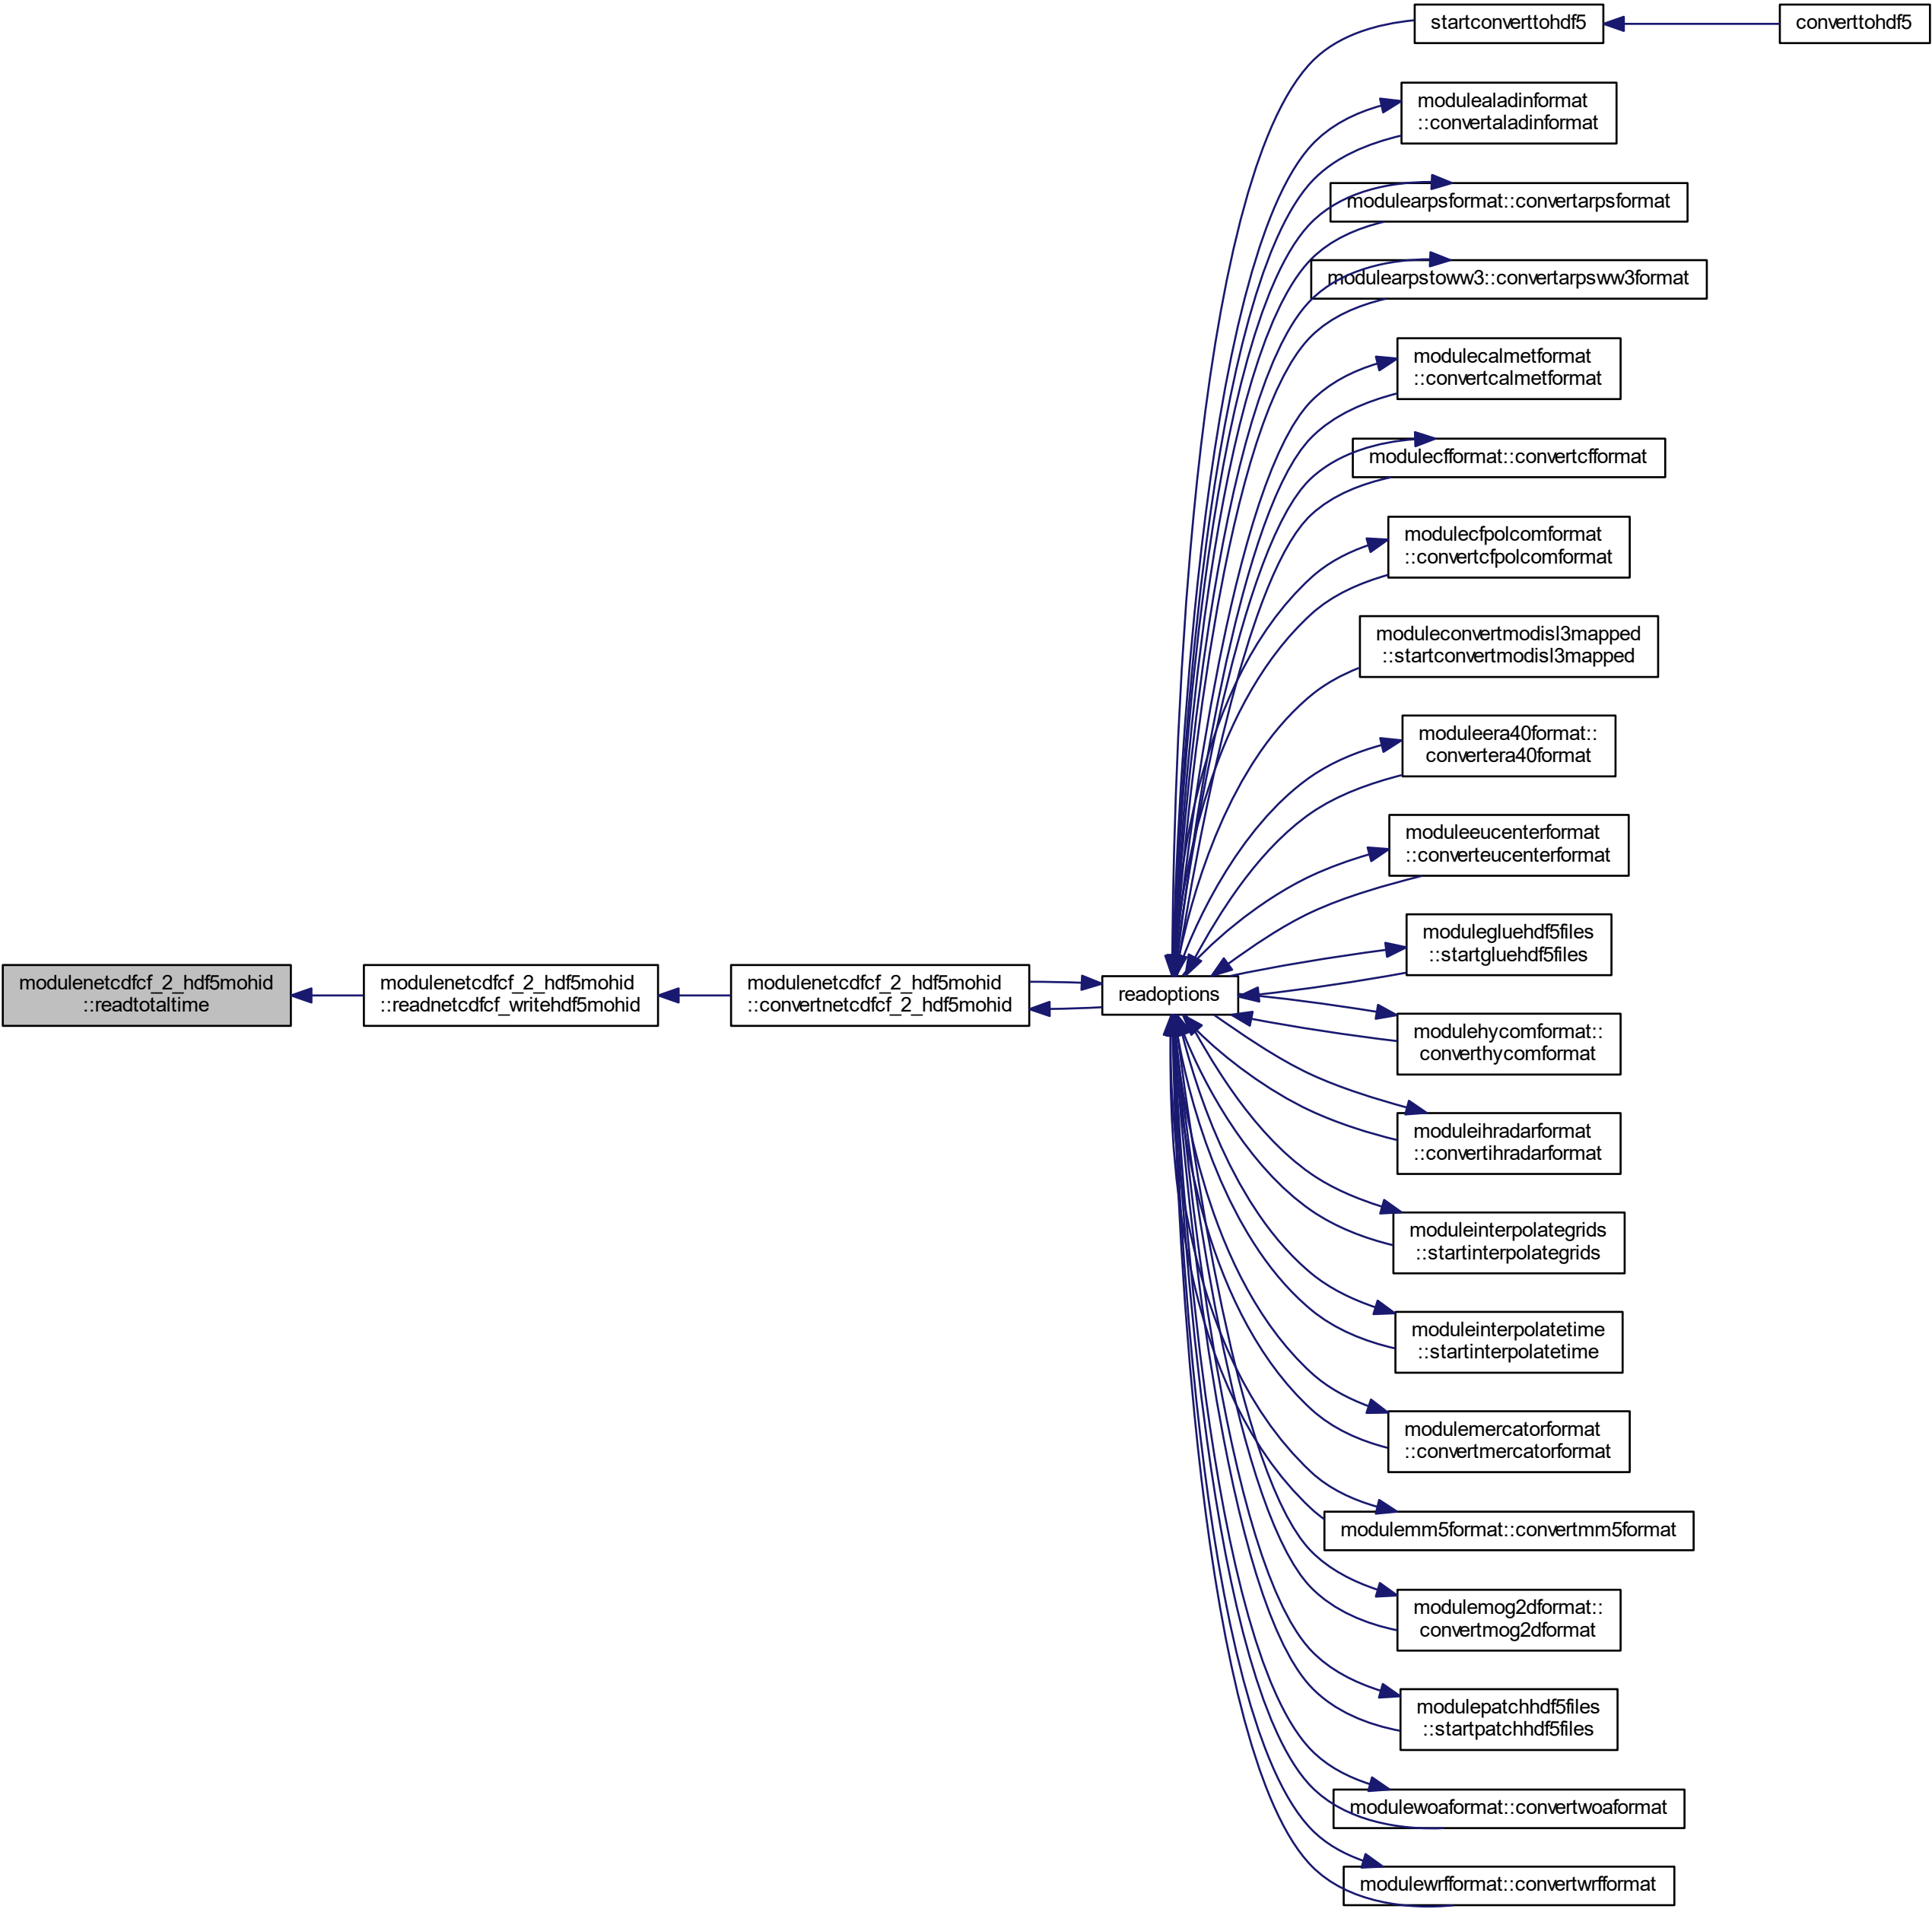 startconverttohdf5
converttohdf5
modulealadinformat
::convertaladinformat
modulearpsformat::convertarpsformat
modulearpstoww3::convertarpsww3format
modulecalmetformat
::convertcalmetformat
modulecfformat::convertcfformat
modulecfpolcomformat
::convertcfpolcomformat
moduleconvertmodisl3mapped
::startconvertmodisl3mapped
moduleera40format::
convertera40format
moduleeucenterformat
::converteucenterformat
modulegluehdf5files
::startgluehdf5files
modulenetcdfcf_2_hdf5mohid
::readtotaltime
modulenetcdfcf_2_hdf5mohid
::readnetcdfcf_writehdf5mohid
modulenetcdfcf_2_hdf5mohid
::convertnetcdfcf_2_hdf5mohid
readoptions
modulehycomformat::
converthycomformat
moduleihradarformat
::convertihradarformat
moduleinterpolategrids
::startinterpolategrids
moduleinterpolatetime
::startinterpolatetime
modulemercatorformat
::convertmercatorformat
modulemm5format::convertmm5format
modulemog2dformat::
convertmog2dformat
modulepatchhdf5files
::startpatchhdf5files
modulewoaformat::convertwoaformat
modulewrfformat::convertwrfformat